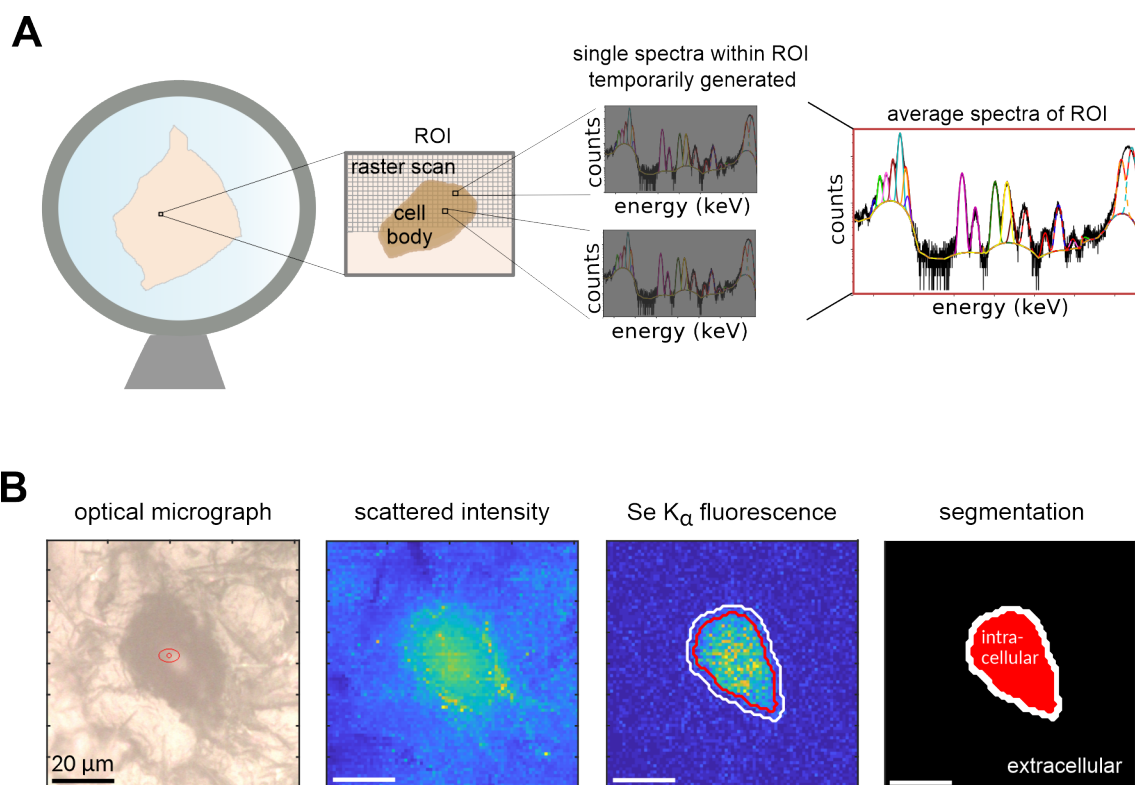 A
single spectra within ROI
temporarily generated
average spectra of ROI
ROI
raster scan
cell
body
counts
energy (keV)
counts
energy (keV)
counts
energy (keV)
B
optical micrograph
scattered intensity
Se Kα fluorescence
segmentation
intra-
cellular
20 μm
extracellular